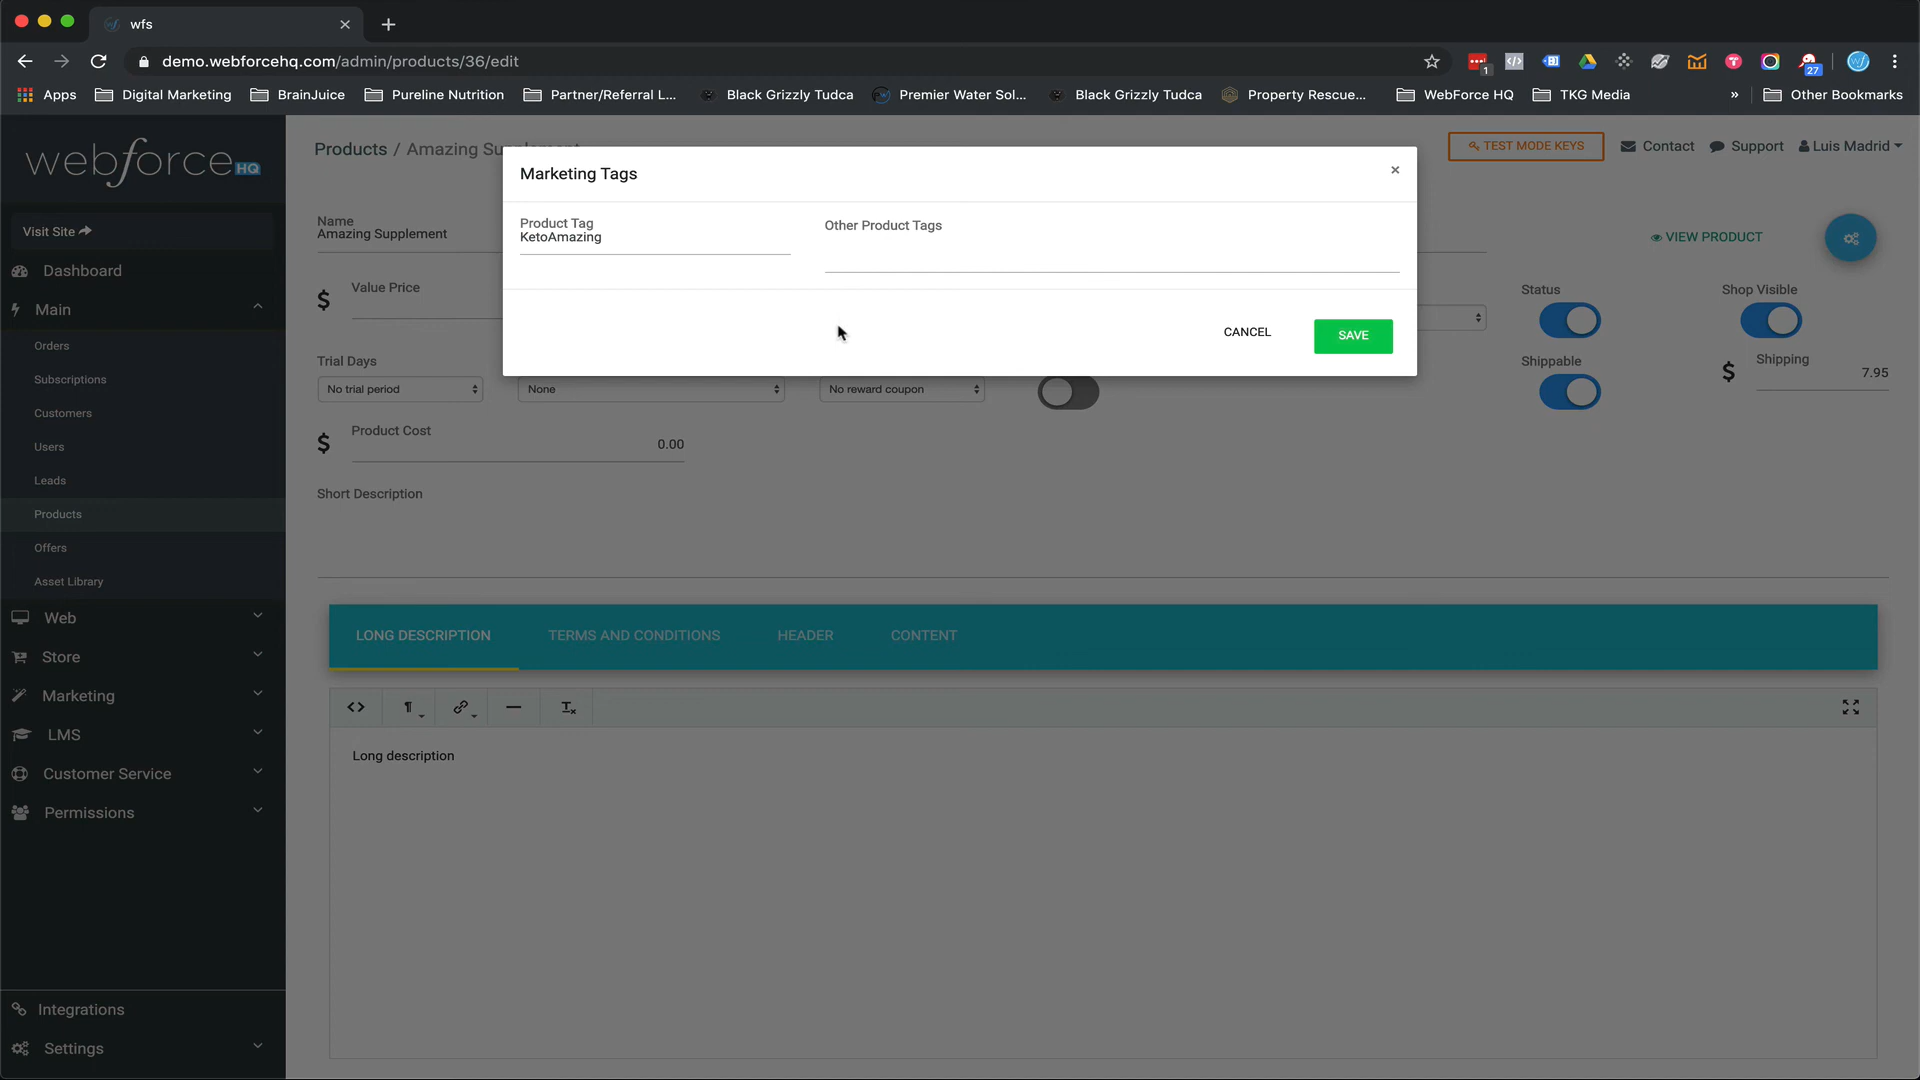 wfs
demo.webforcehq.com/admin/products/36/edit
1
27
Apps
Digital Marketing
BrainJuice
Pureline Nutrition
Partner/Referral L...
Black Grizzly Tudca
Premier Water Sol...
Black Grizzly Tudca
Property Rescue...
WebForce HQ
TKG Media
»
Other Bookmarks
webforce HQ
Products / Amazing Supplement
TEST MODE KEYS
Contact
Support
Luis Madrid
Marketing Tags
×
Product Tag
KetoAmazing
Other Product Tags
CANCEL
SAVE
Visit Site
Dashboard
Main
Orders
Subscriptions
Customers
Users
Leads
Products
Offers
Asset Library
Web
Store
Marketing
LMS
Customer Service
Permissions
Integrations
Settings
Name
Amazing Supplement
VIEW PRODUCT
$
Value Price
Status
Shop Visible
Trial Days
No trial period
None
No reward coupon
Shippable
$
Shipping
7.95
$
Product Cost
0.00
Short Description
LONG DESCRIPTION
TERMS AND CONDITIONS
HEADER
CONTENT
Long description